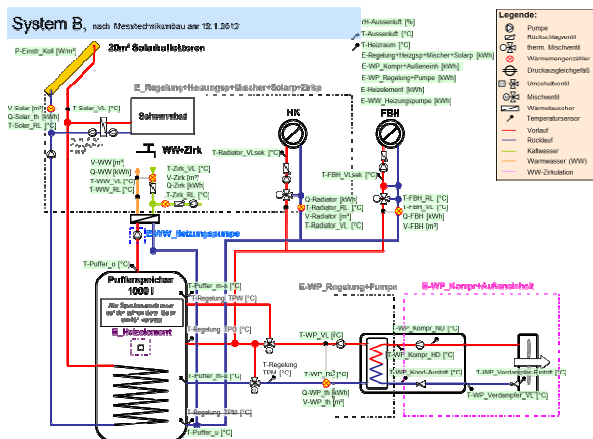 System B, nach Messtechnikumbau am 12.1.2012
P-Einstr_Koll [W/m²]
20m² Solarkollektoren
rH-Aussenluft [%]
T-Aussenluft [°C]
T-Heizraum [°C]
E-Regelung+Heizgsp+Mischer+Solarp [kWh]
E-WP_Kompr+Außeneinh [kWh]
E-WP_Regelung+Pumpe [kWh]
E-Heizelement [kWh]
E-WW_Heizungspumpe [kWh]
Legende:
Pumpe
Rückschlagventil
therm. Mischventil
Wärmemengenzähler
Druckausgleichgefäß
Umschaltventil
Mischventil
Wärmetauscher
Temperatursensor
Vorlauf
Rücklauf
Kaltwasser
Warmwasser (WW)
WW-Zirkulation
E_Regelung+Heizungsp+Mischer+Solarp+Zirkp
V-Solar [m³]
Q-Solar_th [kWh]
T-Solar_RL [°C]
T-Solar_VL [°C]
Schwimmbad
HK
FBH
WW+Zirk
V-WW [m³]
Q-WW [kWh]
T-WW_VL [°C]
T-WW_RL [°C]
T-Zirk_VL [°C]
V-Zirk [m³]
Q-Zirk [kWh]
T-Zirk_RL [°C]
T-Radiator_VLsek [°C]
Q-Radiator [kWh]
T-Radiator_RL [°C]
V-Radiator [m³]
T-Radiator_VL [°C]
T-FBH_VLsek [°C]
T-FBH_RL [°C]
T-FBH_VL [°C]
Q-FBH [kWh]
V-FBH [m³]
E-WW_Heizungspumpe
T-Puffer_o [°C]
Pufferspeicher
1000 l
E_Heizelement
T-Puffer_m-o [°C]
T-Regelung TPW [°C]
T-Regelung TPO [°C]
T-Puffer_m-u [°C]
T-Regelung TPM [°C]
T-Puffer_u [°C]
T-Regelung
TPM [°C]
E-WP_Regelung+Pumpe
T-WP_VL [°C]
T-WP_RL [°C]
Q-WP_th [kWh]
V-WP_th [m³]
E-WP_Kompr+Außeneinheit
T-WP_Kompr_ND [°C]
T-WP_Kompr_HD [°C]
T-WP_Kond-Austritt [°C]
T-WP_Verdampfer-Eintritt [°C]
T-WP_Verdampfer_VL [°C]